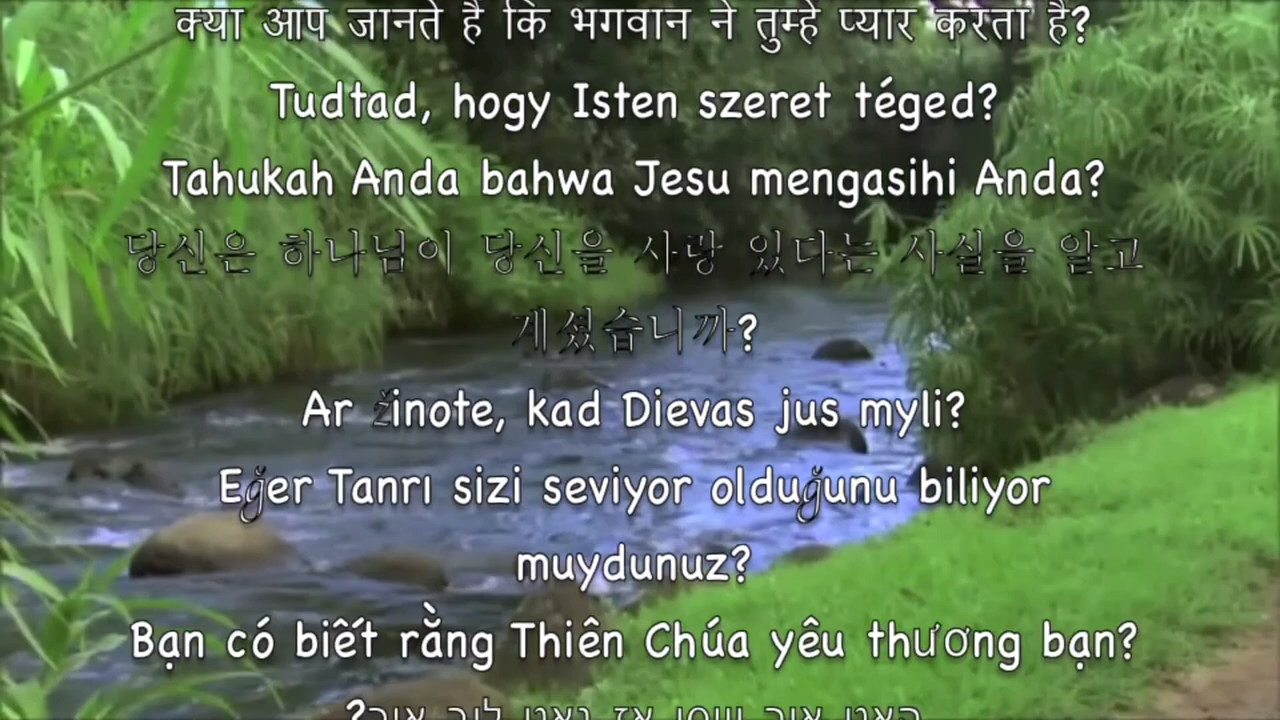 क्या आप जानते है कि भगवान ने तुम्हे प्यार करता है?
Tudtad, hogy Isten szeret téged?
Tahukah Anda bahwa Jesu mengasihi Anda?
당신은 하나님이 당신을 사랑 있다는 사실을 알고
계셨습니까?
Ar žinote, kad Dievas jus myli?
Eğer Tanrı sizi seviyor olduğunu biliyor
muydunuz?
Bạn có biết rằng Thiên Chúa yêu thương bạn?